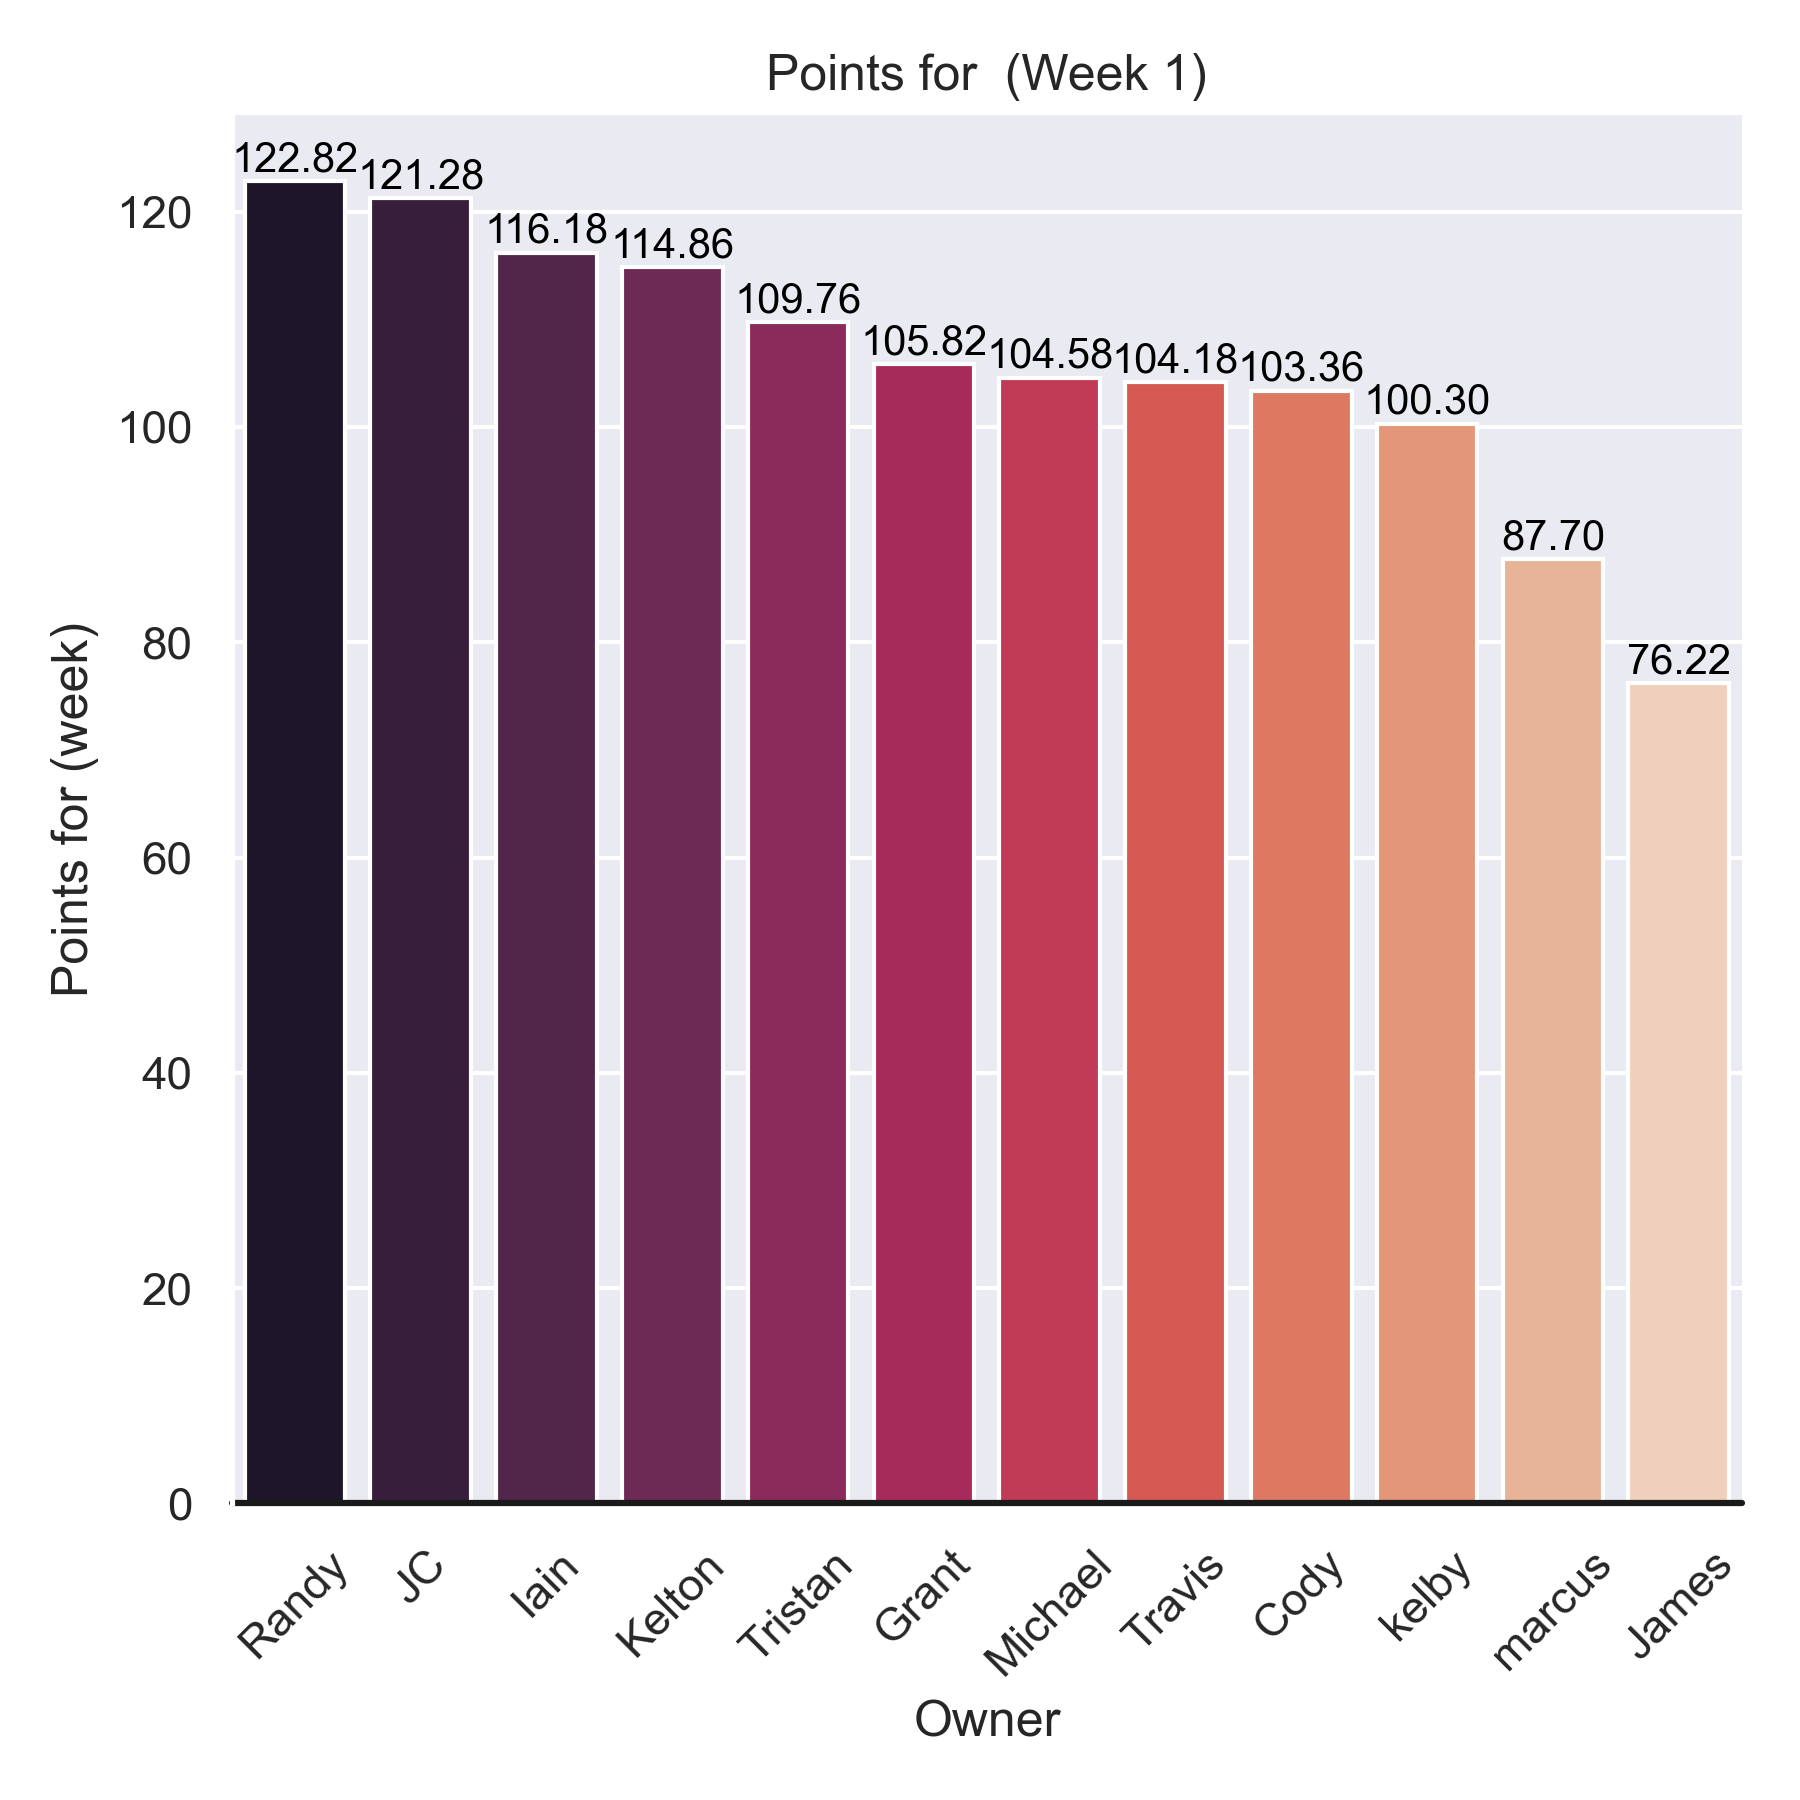 Points for  (Week 1)
122.82
121.28
116.18
114.86
109.76
105.82
104.58
104.18
103.36
100.30
87.70
76.22
120
100
80
60
40
20
0
Points for (week)
Randy
JC
Iain
Kelton
Tristan
Grant
Michael
Travis
Cody
kelby
marcus
James
Owner